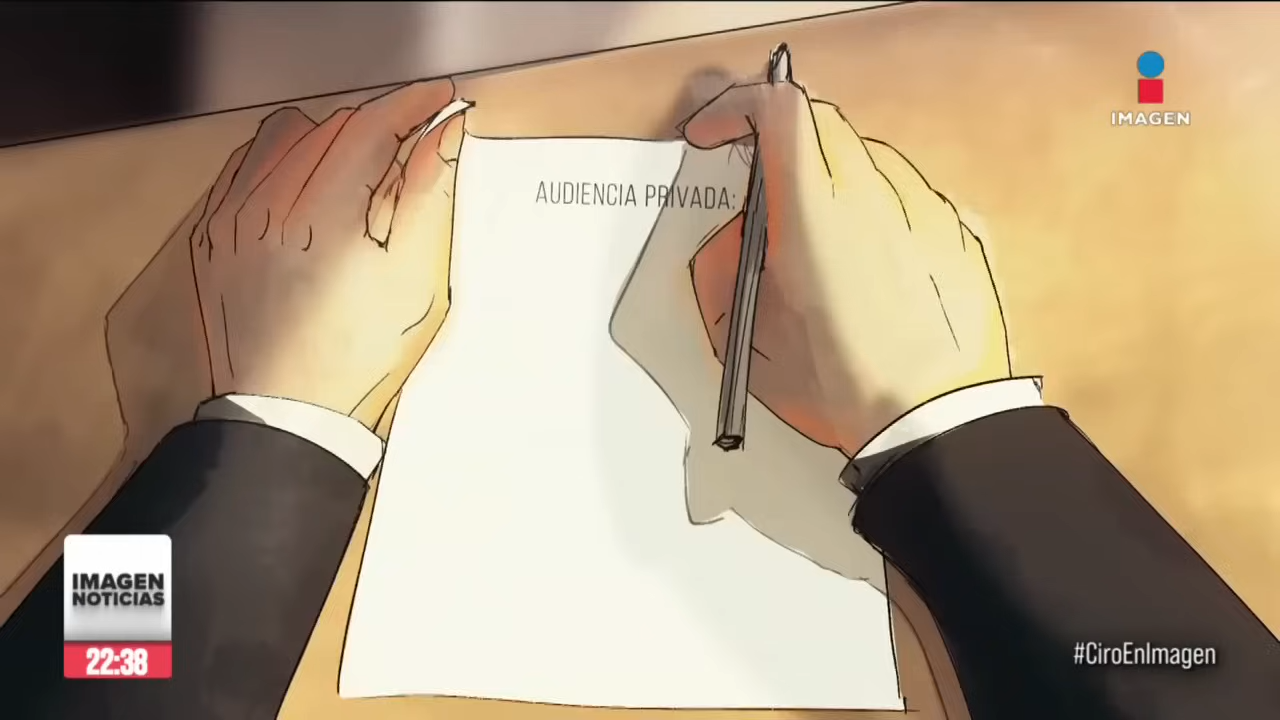 IMAGEN
AUDIENCIA PRIVADA:
IMAGEN
NOTICIAS
22:38
#CiroEnImagen